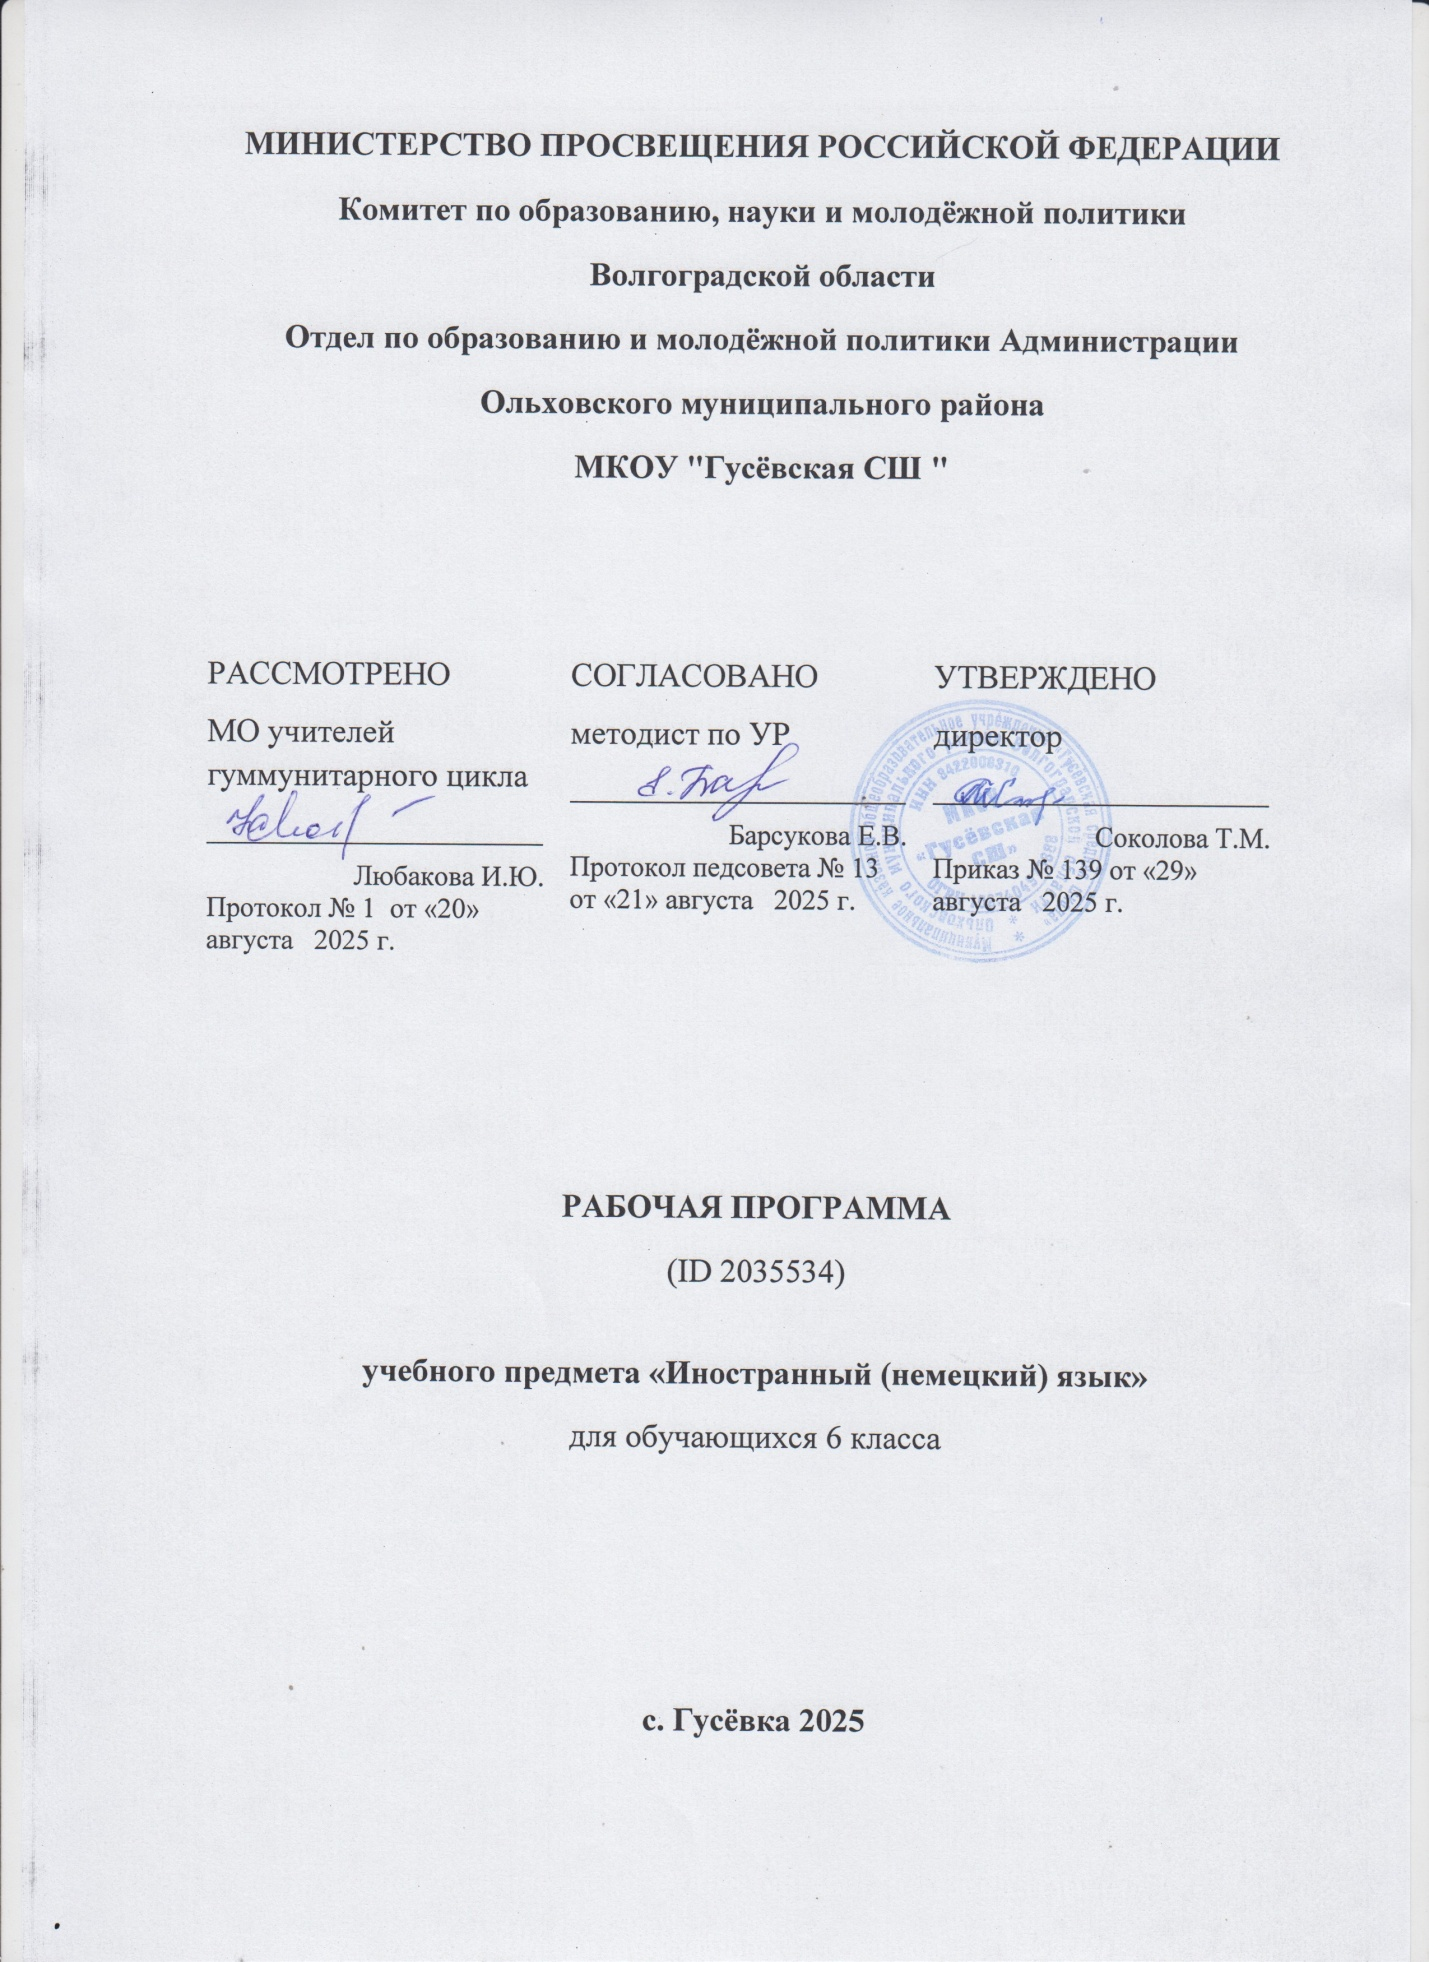 МИНИСТЕРСТВО ПРОСВЕЩЕНИЯ РОССИЙСКОЙ ФЕДЕРАЦИИ
Комитет по образованию, науки и молодёжной политики
Волгоградской области
Отдел по образованию и молодёжной политики Администрации
Ольховского муниципального района
МКОУ "Гусёвская СШ "
РАССМОТРЕНО
МО учителей
гуммунитарного цикла
Любакова И.Ю.
Протокол № 1 от «20»
августа 2025 г.
СОГЛАСОВАНО
методист по УР
Барсукова Е.В.
Протокол педсовета № 13
от «21» августа 2025 г.
УТВЕРЖДЕНО
директор
Соколова Т.М.
Приказ № 139 от «29»
августа 2025 г.
МКОУ
«Гусёвская
СШ»
РАБОЧАЯ ПРОГРАММА
(ID 2035534)
учебного предмета «Иностранный (немецкий) язык»
для обучающихся 6 класса
с. Гусёвка 2025